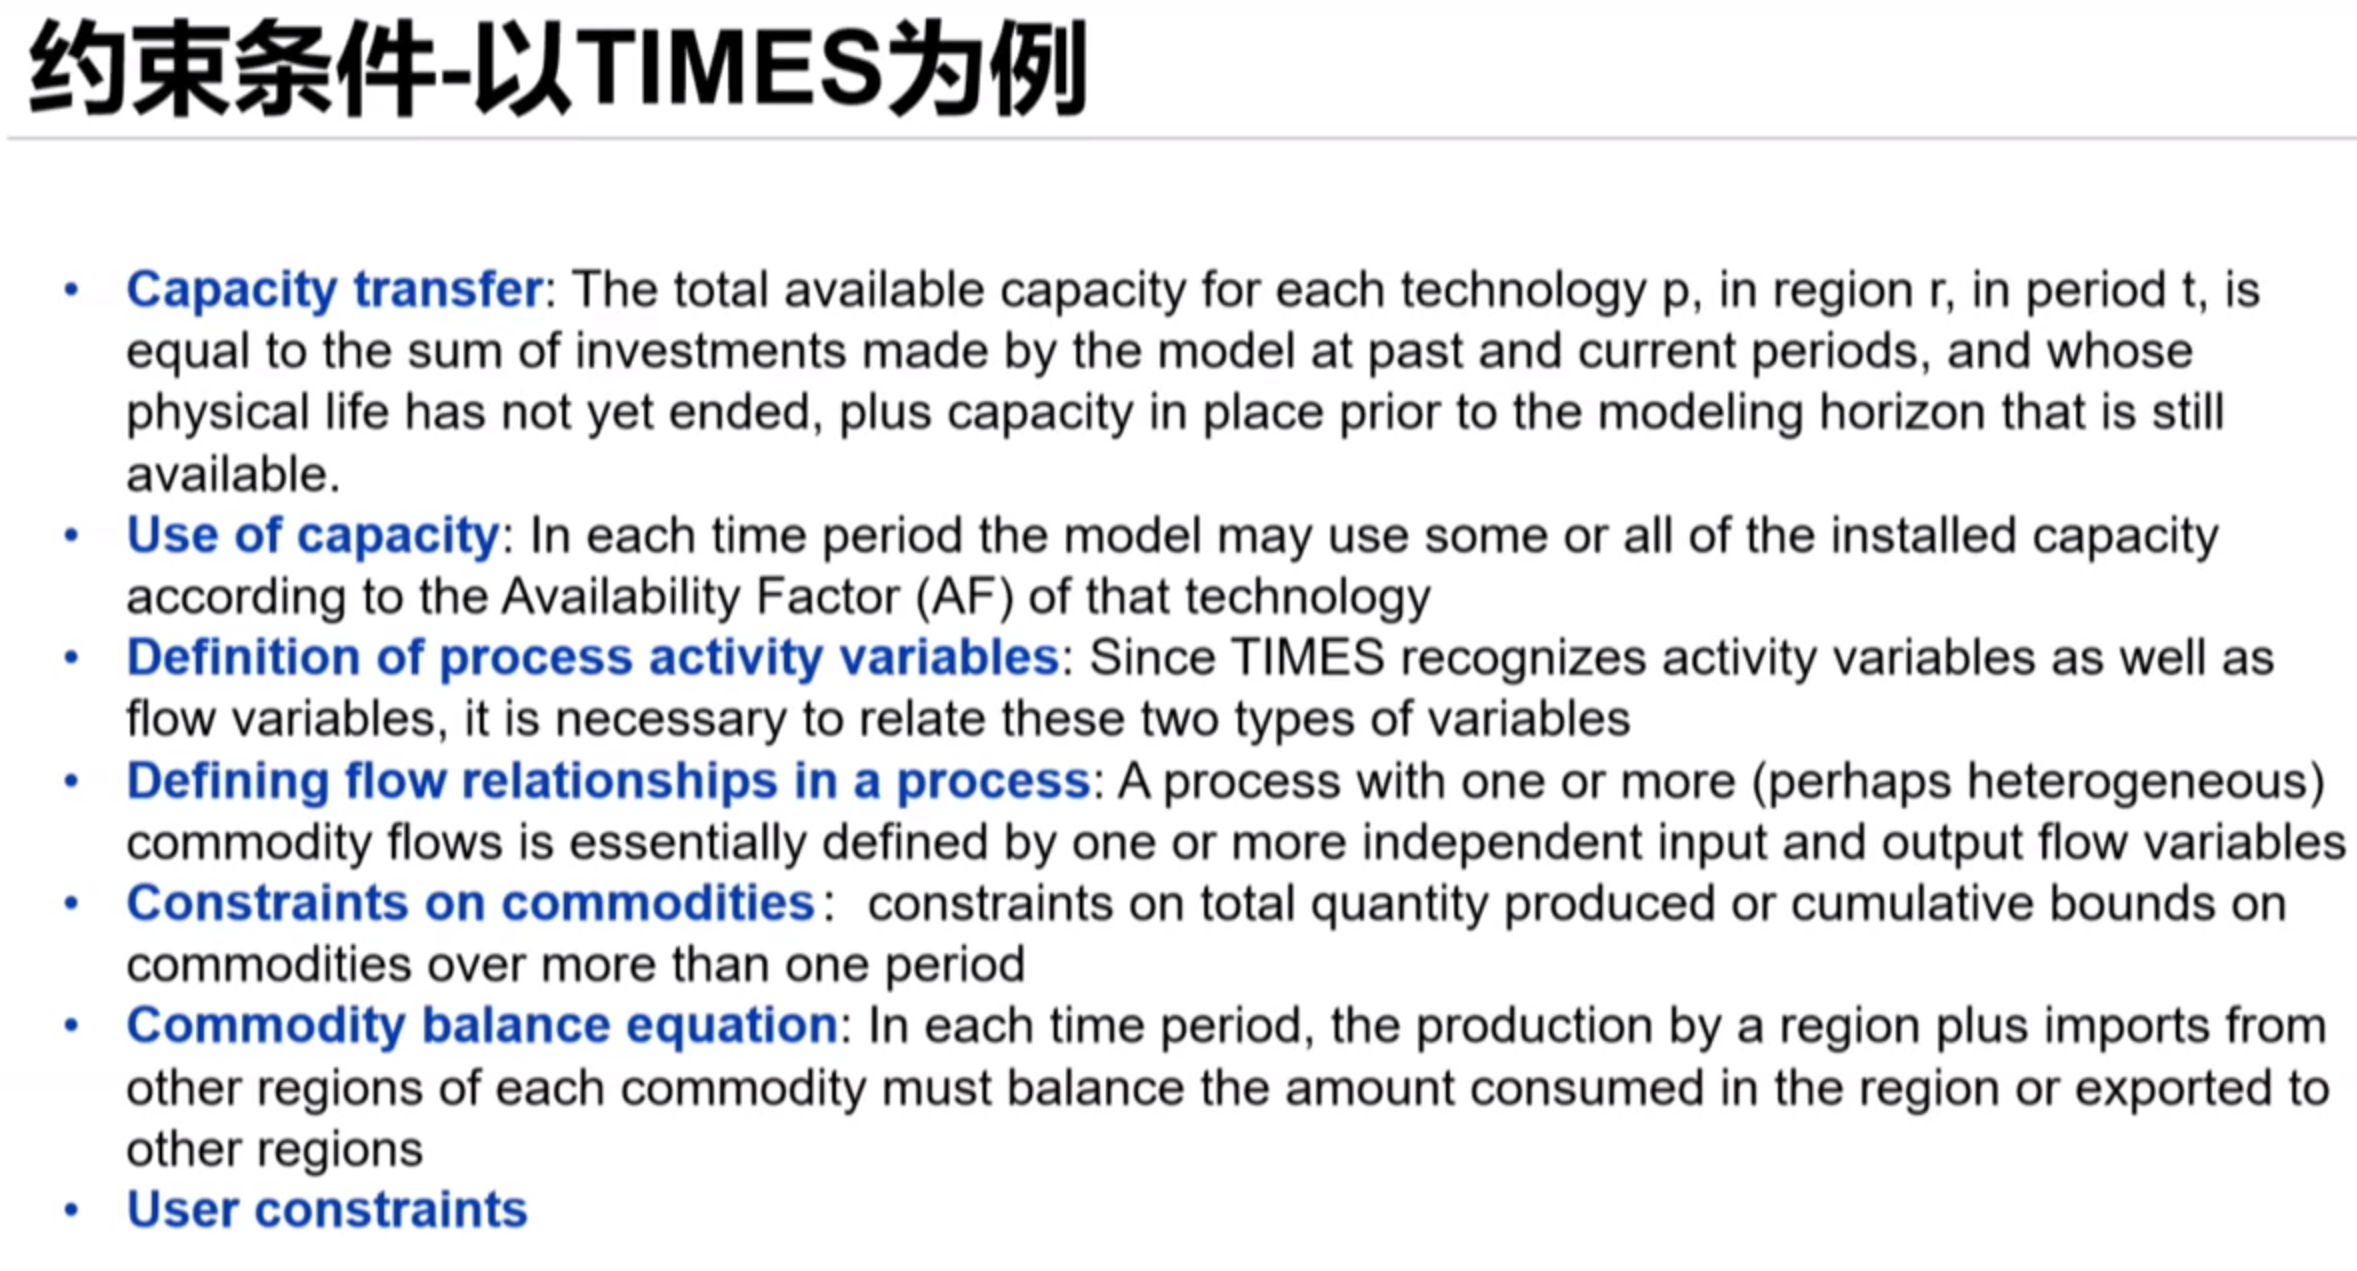 约束条件-以TIMES为例
• Capacity transfer: The total available capacity for each technology p, in region r, in period t, is
equal to the sum of investments made by the model at past and current periods, and whose
physical life has not yet ended, plus capacity in place prior to the modeling horizon that is still
available.
• Use of capacity: In each time period the model may use some or all of the installed capacity
according to the Availability Factor (AF) of that technology
• Definition of process activity variables: Since TIMES recognizes activity variables as well as
flow variables, it is necessary to relate these two types of variables
• Defining flow relationships in a process: A process with one or more (perhaps heterogeneous)
commodity flows is essentially defined by one or more independent input and output flow variables
• Constraints on commodities： constraints on total quantity produced or cumulative bounds on
commodities over more than one period
• Commodity balance equation: In each time period, the production by a region plus imports from
other regions of each commodity must balance the amount consumed in the region or exported to
other regions
• User constraints